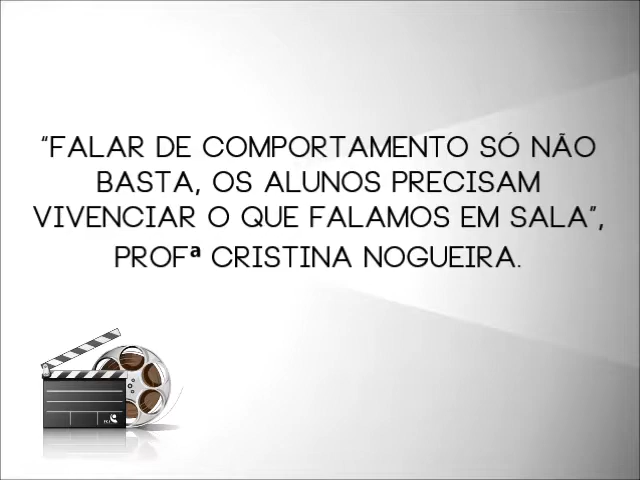 “FALAR DE COMPORTAMENTO SÓ NÃO
BASTA, OS ALUNOS PRECISAM
VIVENCIAR O QUE FALAMOS EM SALA”,
PROFª CRISTINA NOGUEIRA.